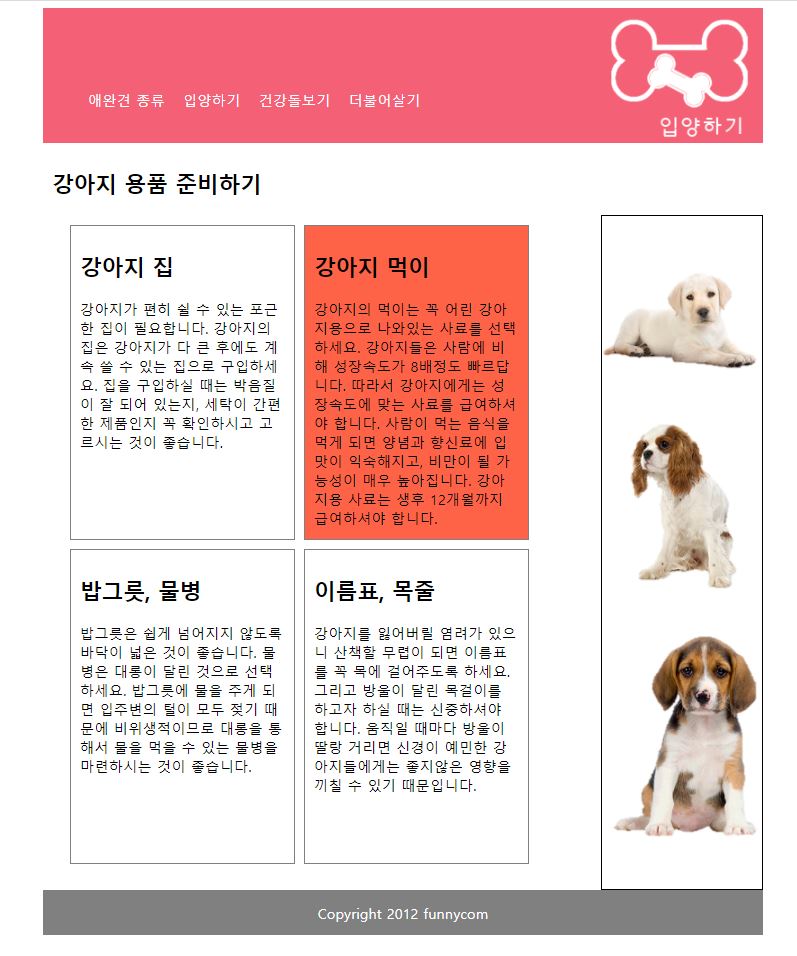 애완견 종류 입양하기 건강돌보기 더불어살기
입양하기
강아지 용품 준비하기
강아지 집
강아지가 편히 쉴 수 있는 포근
한 집이 필요합니다. 강아지의
집은 강아지가 다 큰 후에도 계
속 쓸 수 있는 집으로 구입하세
요. 집을 구입하실 때는 박음질
이 잘 되어 있는지, 세탁이 간편
한 제품인지 꼭 확인하시고 고
르시는 것이 좋습니다.
강아지 먹이
강아지의 먹이는 꼭 어린 강아
지용으로 나와있는 사료를 선택
하세요. 강아지들은 사람에 비
해 성장속도가 8배정도 빠르답
니다. 따라서 강아지에게는 성
장속도에 맞는 사료를 급여하셔
야 합니다. 사람이 먹는 음식을
먹게 되면 양념과 향신료에 입
맛이 익숙해지고, 비만이 될 가
능성이 매우 높아집니다. 강아
지용 사료는 생후 12개월까지
급여하셔야 합니다.
밥그릇, 물병
밥그릇은 쉽게 넘어지지 않도록
바닥이 넓은 것이 좋습니다. 물
병은 대롱이 달린 것으로 선택
하세요. 밥그릇에 물을 주게 되
면 입주변의 털이 모두 젖기 때
문에 비위생적이므로 대롱을 통
해서 물을 먹을 수 있는 물병을
마련하시는 것이 좋습니다.
이름표, 목줄
강아지를 잃어버릴 염려가 있으
니 산책할 무렵이 되면 이름표
를 꼭 목에 걸어주도록 하세요.
그리고 방울이 달린 목걸이를
하고자 하실 때는 신중하셔야
합니다. 움직일 때마다 방울이
딸랑 거리면 신경이 예민한 강
아지들에게는 좋지않은 영향을
끼칠 수 있기 때문입니다.
Copyright 2012 funnycom